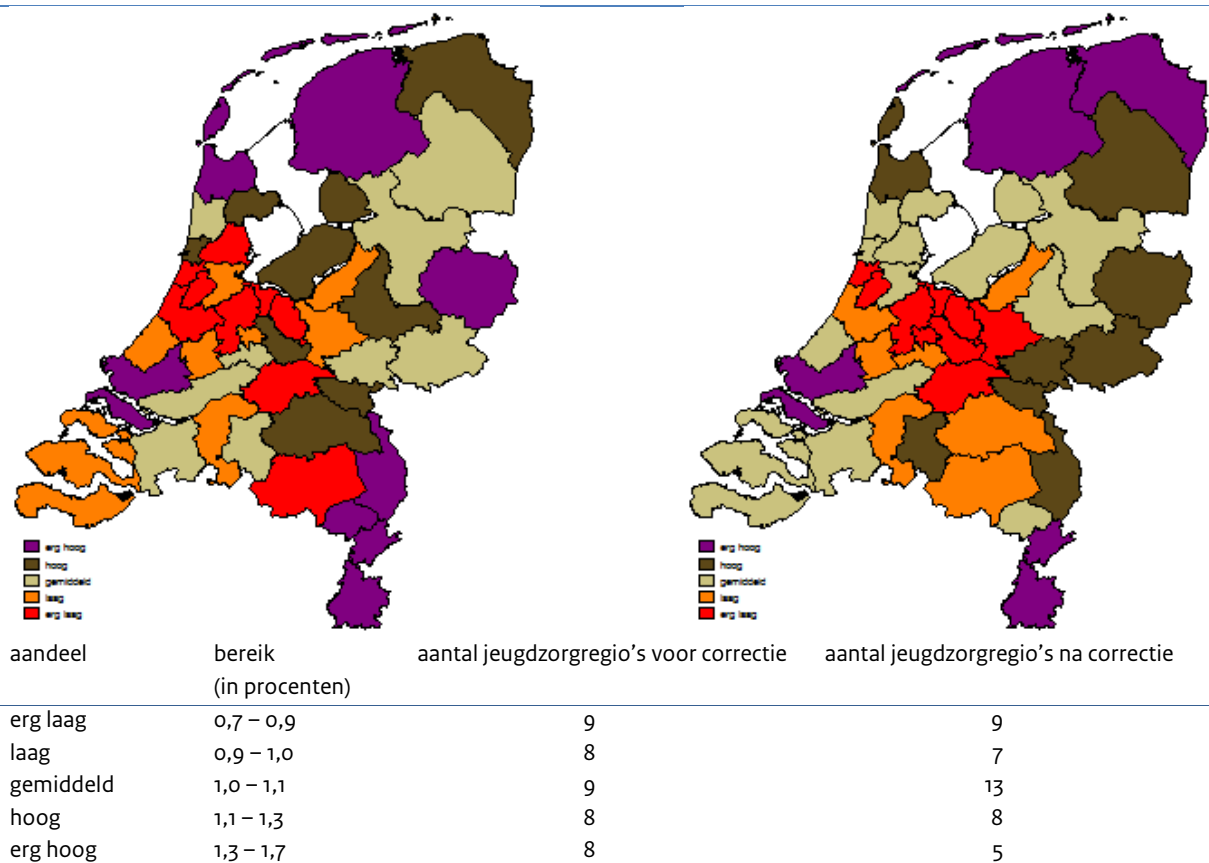 erg hoog
hoog
gemiddeld
laag
erg laag
erg hoog
hoog
gemiddeld
laag
erg laag
aandeel bereik aantal jeugdzorgregio's voor correctie aantal jeugdzorgregio's na correctie
(in procenten)
erg laag 0,7 – 0,9 9 9
laag 0,9 – 1,0 8 7
gemiddeld 1,0 – 1,1 9 13
hoog 1,1 – 1,3 8 8
erg hoog 1,3 – 1,7 8 5